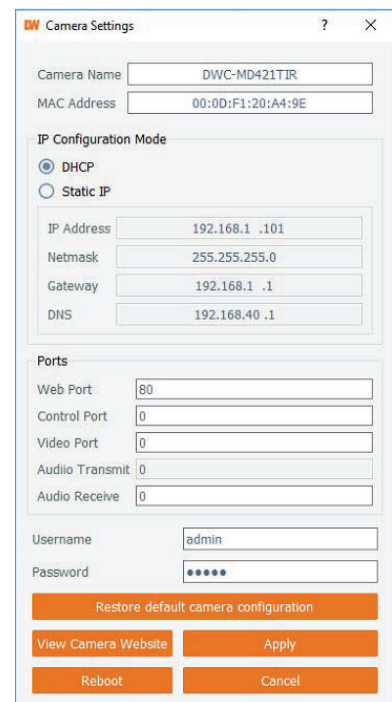 DW Camera Settings ? X
Camera Name DWC-MD421TIR
MAC Address 00:0D:F1:20:A4:9E
IP Configuration Mode
DHCP
Static IP
IP Address 192.168.1 .101
Netmask 255.255.255.0
Gateway 192.168.1 .1
DNS 192.168.40 .1
Ports
Web Port 80
Control Port 0
Video Port 0
Audiio Transmit 0
Audio Receive 0
Username admin
Password •••••
Restore default camera configuration
View Camera Website Apply
Reboot Cancel